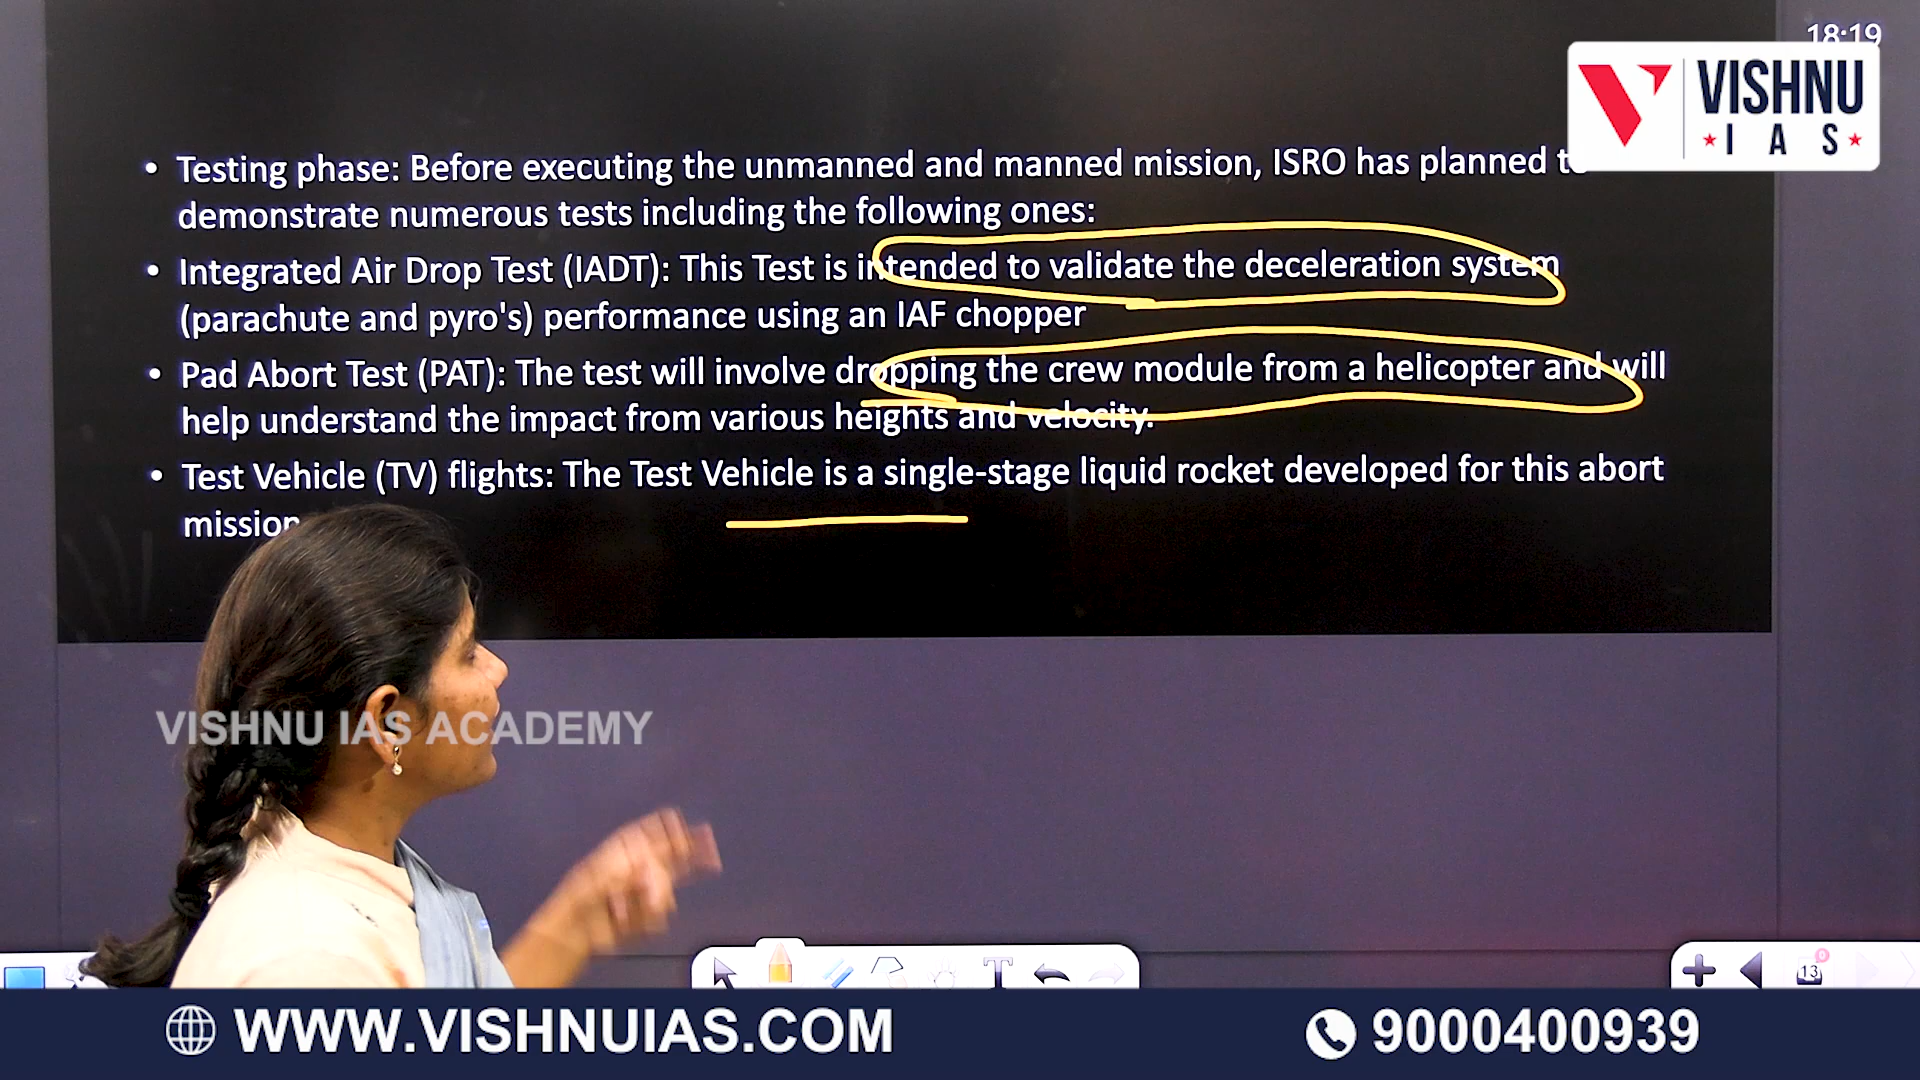 18:19
VISHNU
IAS
• Testing phase: Before executing the unmanned and manned mission, ISRO has planned to
demonstrate numerous tests including the following ones:
• Integrated Air Drop Test (IADT): This Test is intended to validate the deceleration system
(parachute and pyro's) performance using an IAF chopper
• Pad Abort Test (PAT): The test will involve dropping the crew module from a helicopter and will
help understand the impact from various heights and velocity.
• Test Vehicle (TV) flights: The Test Vehicle is a single-stage liquid rocket developed for this abort
mission
VISHNU IAS ACADEMY
T
13
0
WWW.VISHNUIAS.COM
9000400939